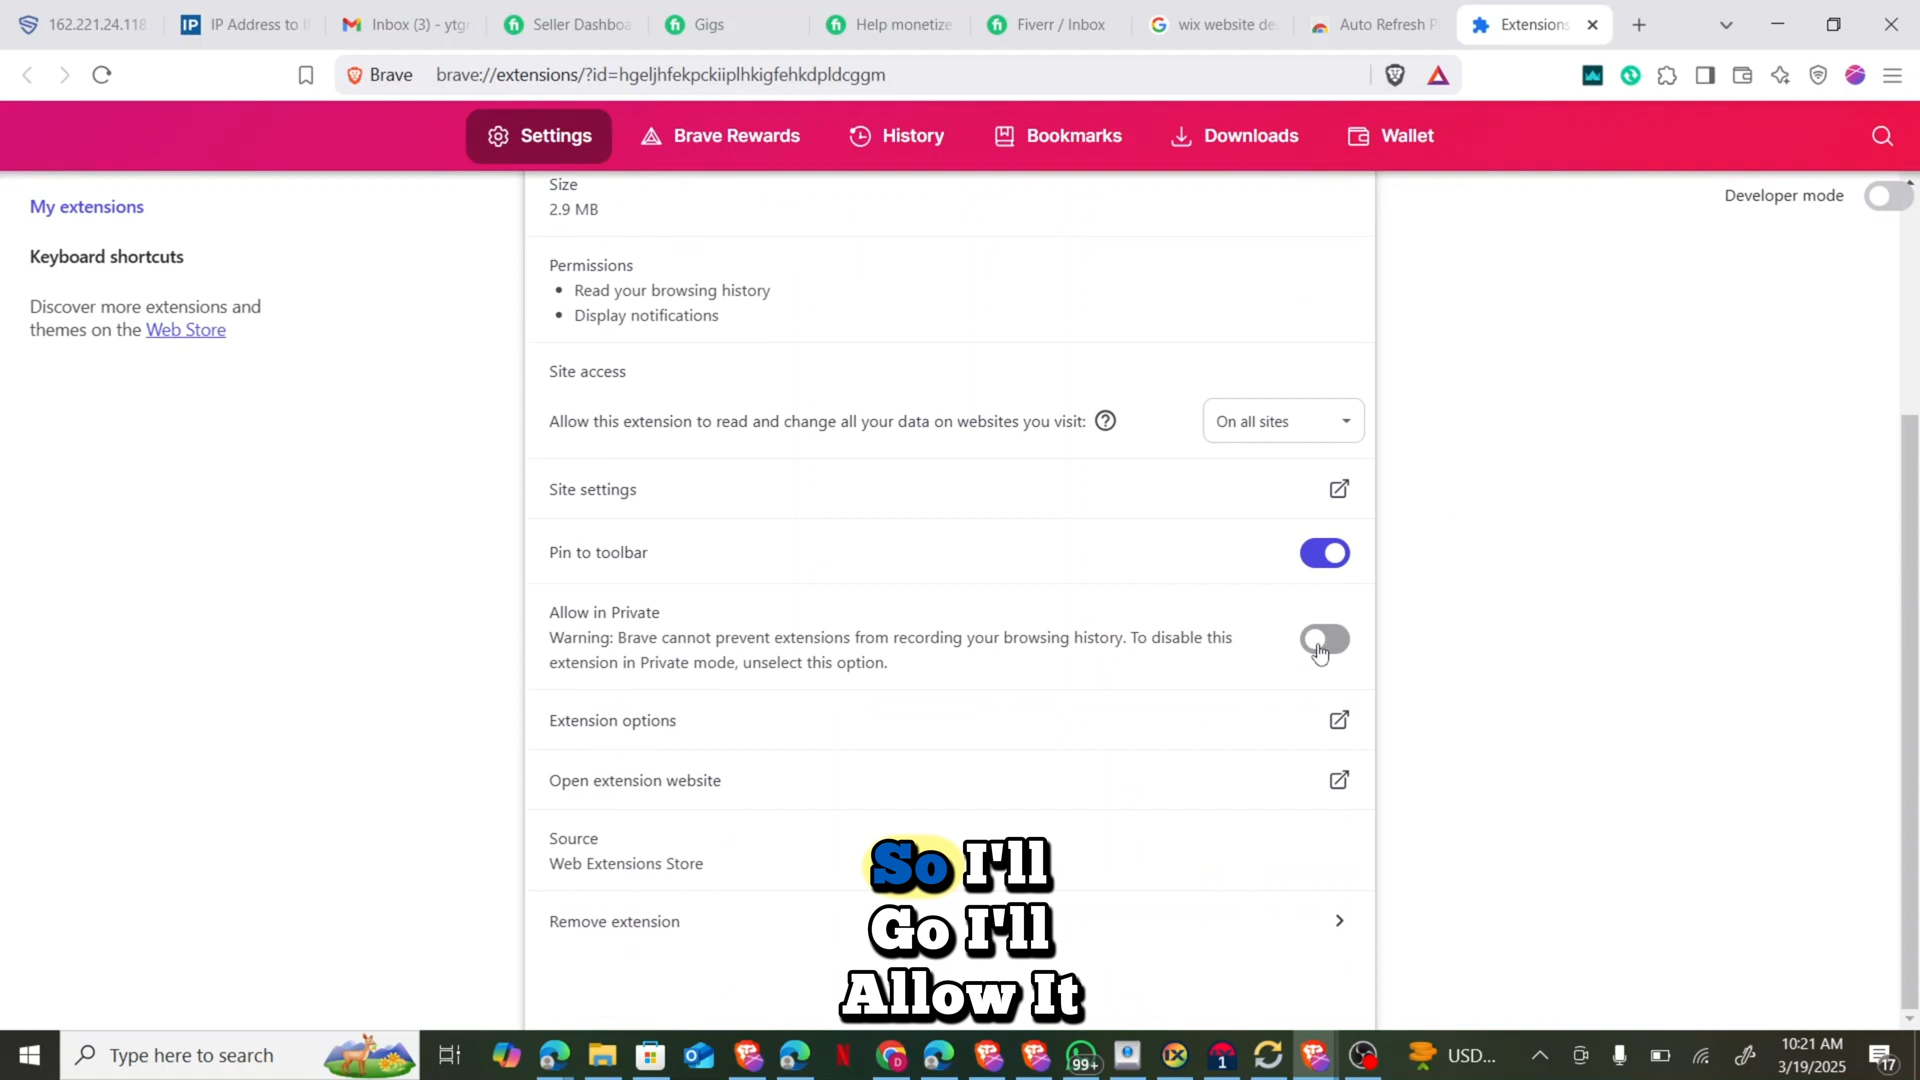 162.221.24.118
IP Address to I
Inbox (3) - ytgr
Seller Dashboa
Gigs
Help monetize
Fiverr / Inbox
wix website de
Auto Refresh P
Extensions
Brave
brave://extensions/?id=hgeljhfekpckiiplhkigfehkdpldcggm
Settings
Brave Rewards
History
Bookmarks
Downloads
Wallet
My extensions
Keyboard shortcuts
Discover more extensions and
themes on the Web Store
Developer mode
Size
2.9 MB
Permissions
• Read your browsing history
• Display notifications
Site access
Allow this extension to read and change all your data on websites you visit:
On all sites
Site settings
Pin to toolbar
Allow in Private
Warning: Brave cannot prevent extensions from recording your browsing history. To disable this
extension in Private mode, unselect this option.
Extension options
Open extension website
Source
Web Extensions Store
Remove extension
So I'll
Go I'll
Allow It
Type here to search
99+
1
USD...
10:21 AM
3/19/2025
17